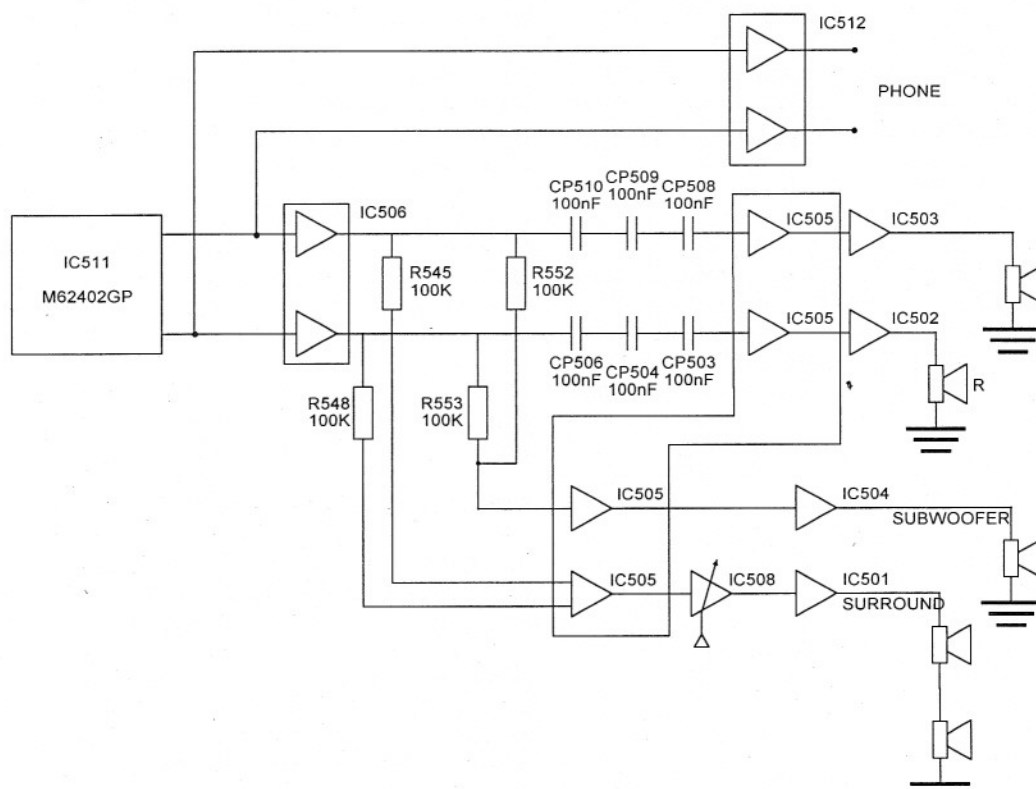 IC512
PHONE
CP510
100nF
CP509
100nF
CP508
100nF
IC506
IC505
IC503
IC511
M62402GP
R545
100K
R552
100K
IC505
IC502
CP506
100nF
CP504
100nF
CP503
100nF
R
R548
100K
R553
100K
IC505
IC504
SUBWOOFER
IC505
IC508
IC501
SURROUND